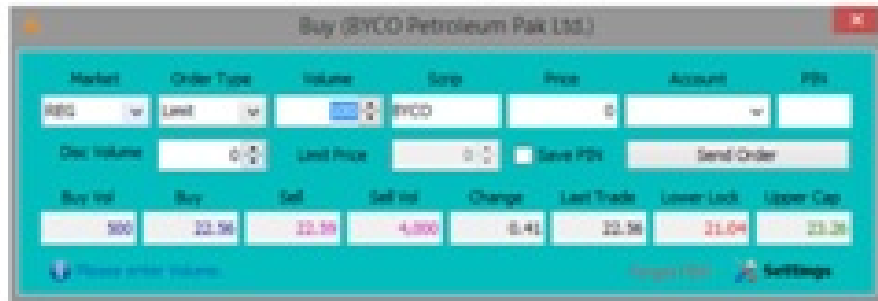 Buy (BYCO Petroleum Pak Ltd.)
Market Order Type Volume Scrip Price Account PIN
REG Limit 500 BYCO 0
Disc Volume 0 Limit Price 0 Save PIN Send Order
Buy Vol Buy Sell Sell Vol Change Last Trade Lower Lock Upper Cap
500 22.56 22.59 4,000 0.41 22.56 21.04 23.26
Please enter Volume. Settings